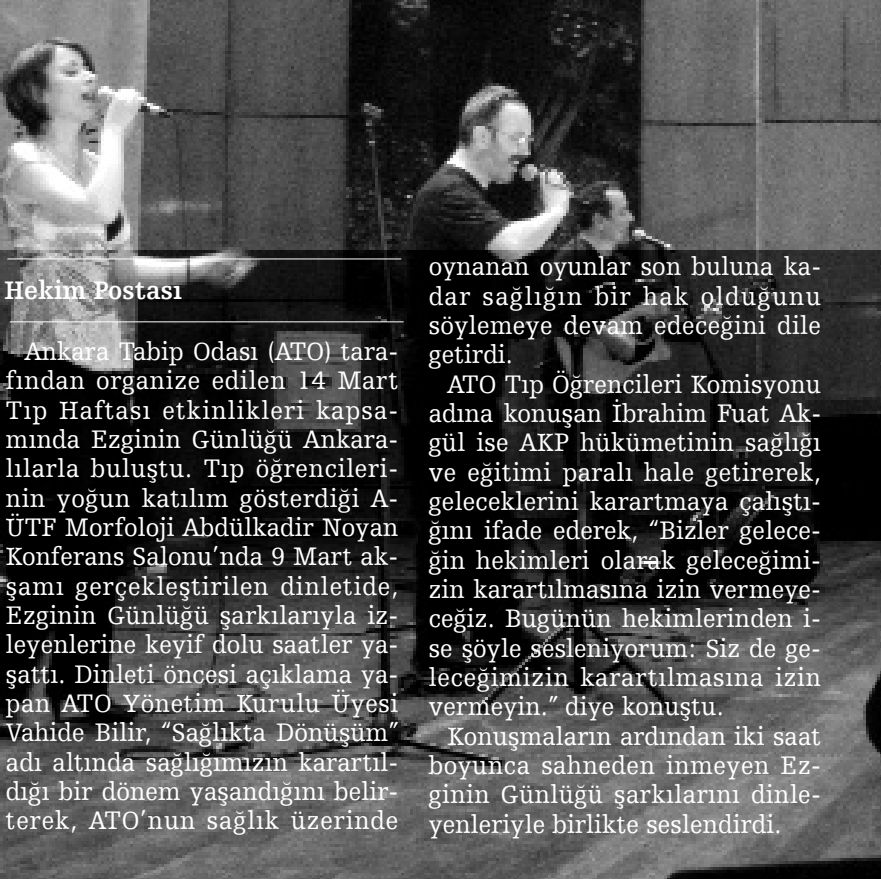 Hekim Postası
Ankara Tabip Odası (ATO) tara-
fından organize edilen 14 Mart
Tıp Haftası etkinlikleri kapsa-
mında Ezginin Günlüğü Ankara-
lılarla buluştu. Tıp öğrencileri-
nin yoğun katılım gösterdiği A-
ÜTF Morfoloji Abdülkadir Noyan
Konferans Salonu’nda 9 Mart ak-
şamı gerçekleştirilen dinletide,
Ezginin Günlüğü şarkılarıyla iz-
leyenlerine keyif dolu saatler ya-
şattı. Dinleti öncesi açıklama ya-
pan ATO Yönetim Kurulu Üyesi
Vahide Bilir, “Sağlıkta Dönüşüm”
adı altında sağlığımızın karartıl-
dığı bir dönem yaşandığını belir-
terek, ATO’nun sağlık üzerinde
oynanan oyunlar son buluna ka-
dar sağlığın bir hak olduğunu
söylemeye devam edeceğini dile
getirdi.
ATO Tıp Öğrencileri Komisyonu
adına konuşan İbrahim Fuat Ak-
gül ise AKP hükümetinin sağlığı
ve eğitimi paralı hale getirerek,
geleceklerini karartmaya çalıştı-
ğını ifade ederek, “Bizler gelece-
ğin hekimleri olarak geleceğimi-
zin karartılmasına izin vermeye-
ceğiz. Bugünün hekimlerinden i-
se şöyle sesleniyorum: Siz de ge-
leceğimizin karartılmasına izin
vermeyin.” diye konuştu.
Konuşmaların ardından iki saat
boyunca sahneden inmeyen Ez-
ginin Günlüğü şarkılarını dinle-
yenleriyle birlikte seslendirdi.